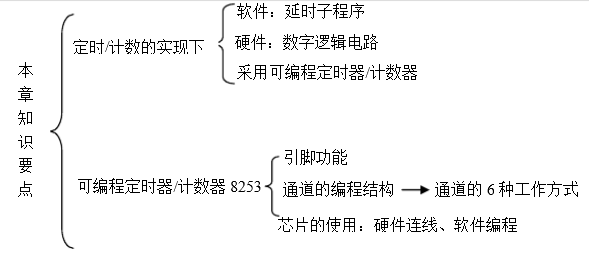 本章知识要点
定时/计数的实现下
软件：延时子程序
硬件：数字逻辑电路
采用可编程定时器/计数器
可编程定时器/计数器 8253
引脚功能
通道的编程结构 → 通道的 6 种工作方式
芯片的使用：硬件连线、软件编程